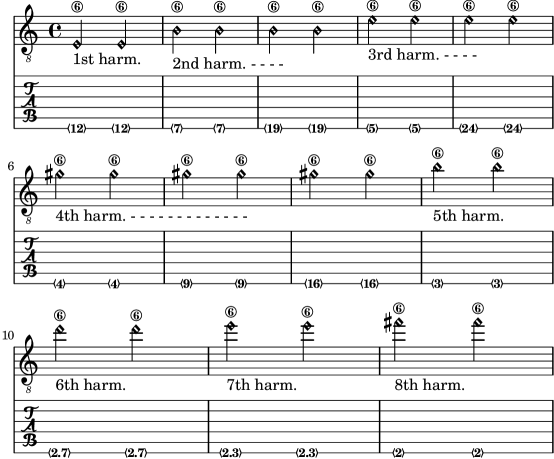 ⑥ ⑥ ⑥ ⑥ ⑥ ⑥ ⑥ ⑥ ⑥ ⑥
8
1st harm. 2nd harm. - - - - 3rd harm. - - - -
T A B ⟨12⟩ ⟨12⟩ ⟨7⟩ ⟨7⟩ ⟨19⟩ ⟨19⟩ ⟨5⟩ ⟨5⟩ ⟨24⟩ ⟨24⟩
6 ⑥ ⑥ ⑥ ⑥ ⑥ ⑥ ⑥ ⑥
8
4th harm. - - - - - - - - - - - - - 5th harm.
T A B ⟨4⟩ ⟨4⟩ ⟨9⟩ ⟨9⟩ ⟨16⟩ ⟨16⟩ ⟨3⟩ ⟨3⟩
10 ⑥ ⑥ ⑥ ⑥ ⑥ ⑥
8
6th harm. 7th harm. 8th harm.
T A B ⟨2.7⟩ ⟨2.7⟩ ⟨2.3⟩ ⟨2.3⟩ ⟨2⟩ ⟨2⟩